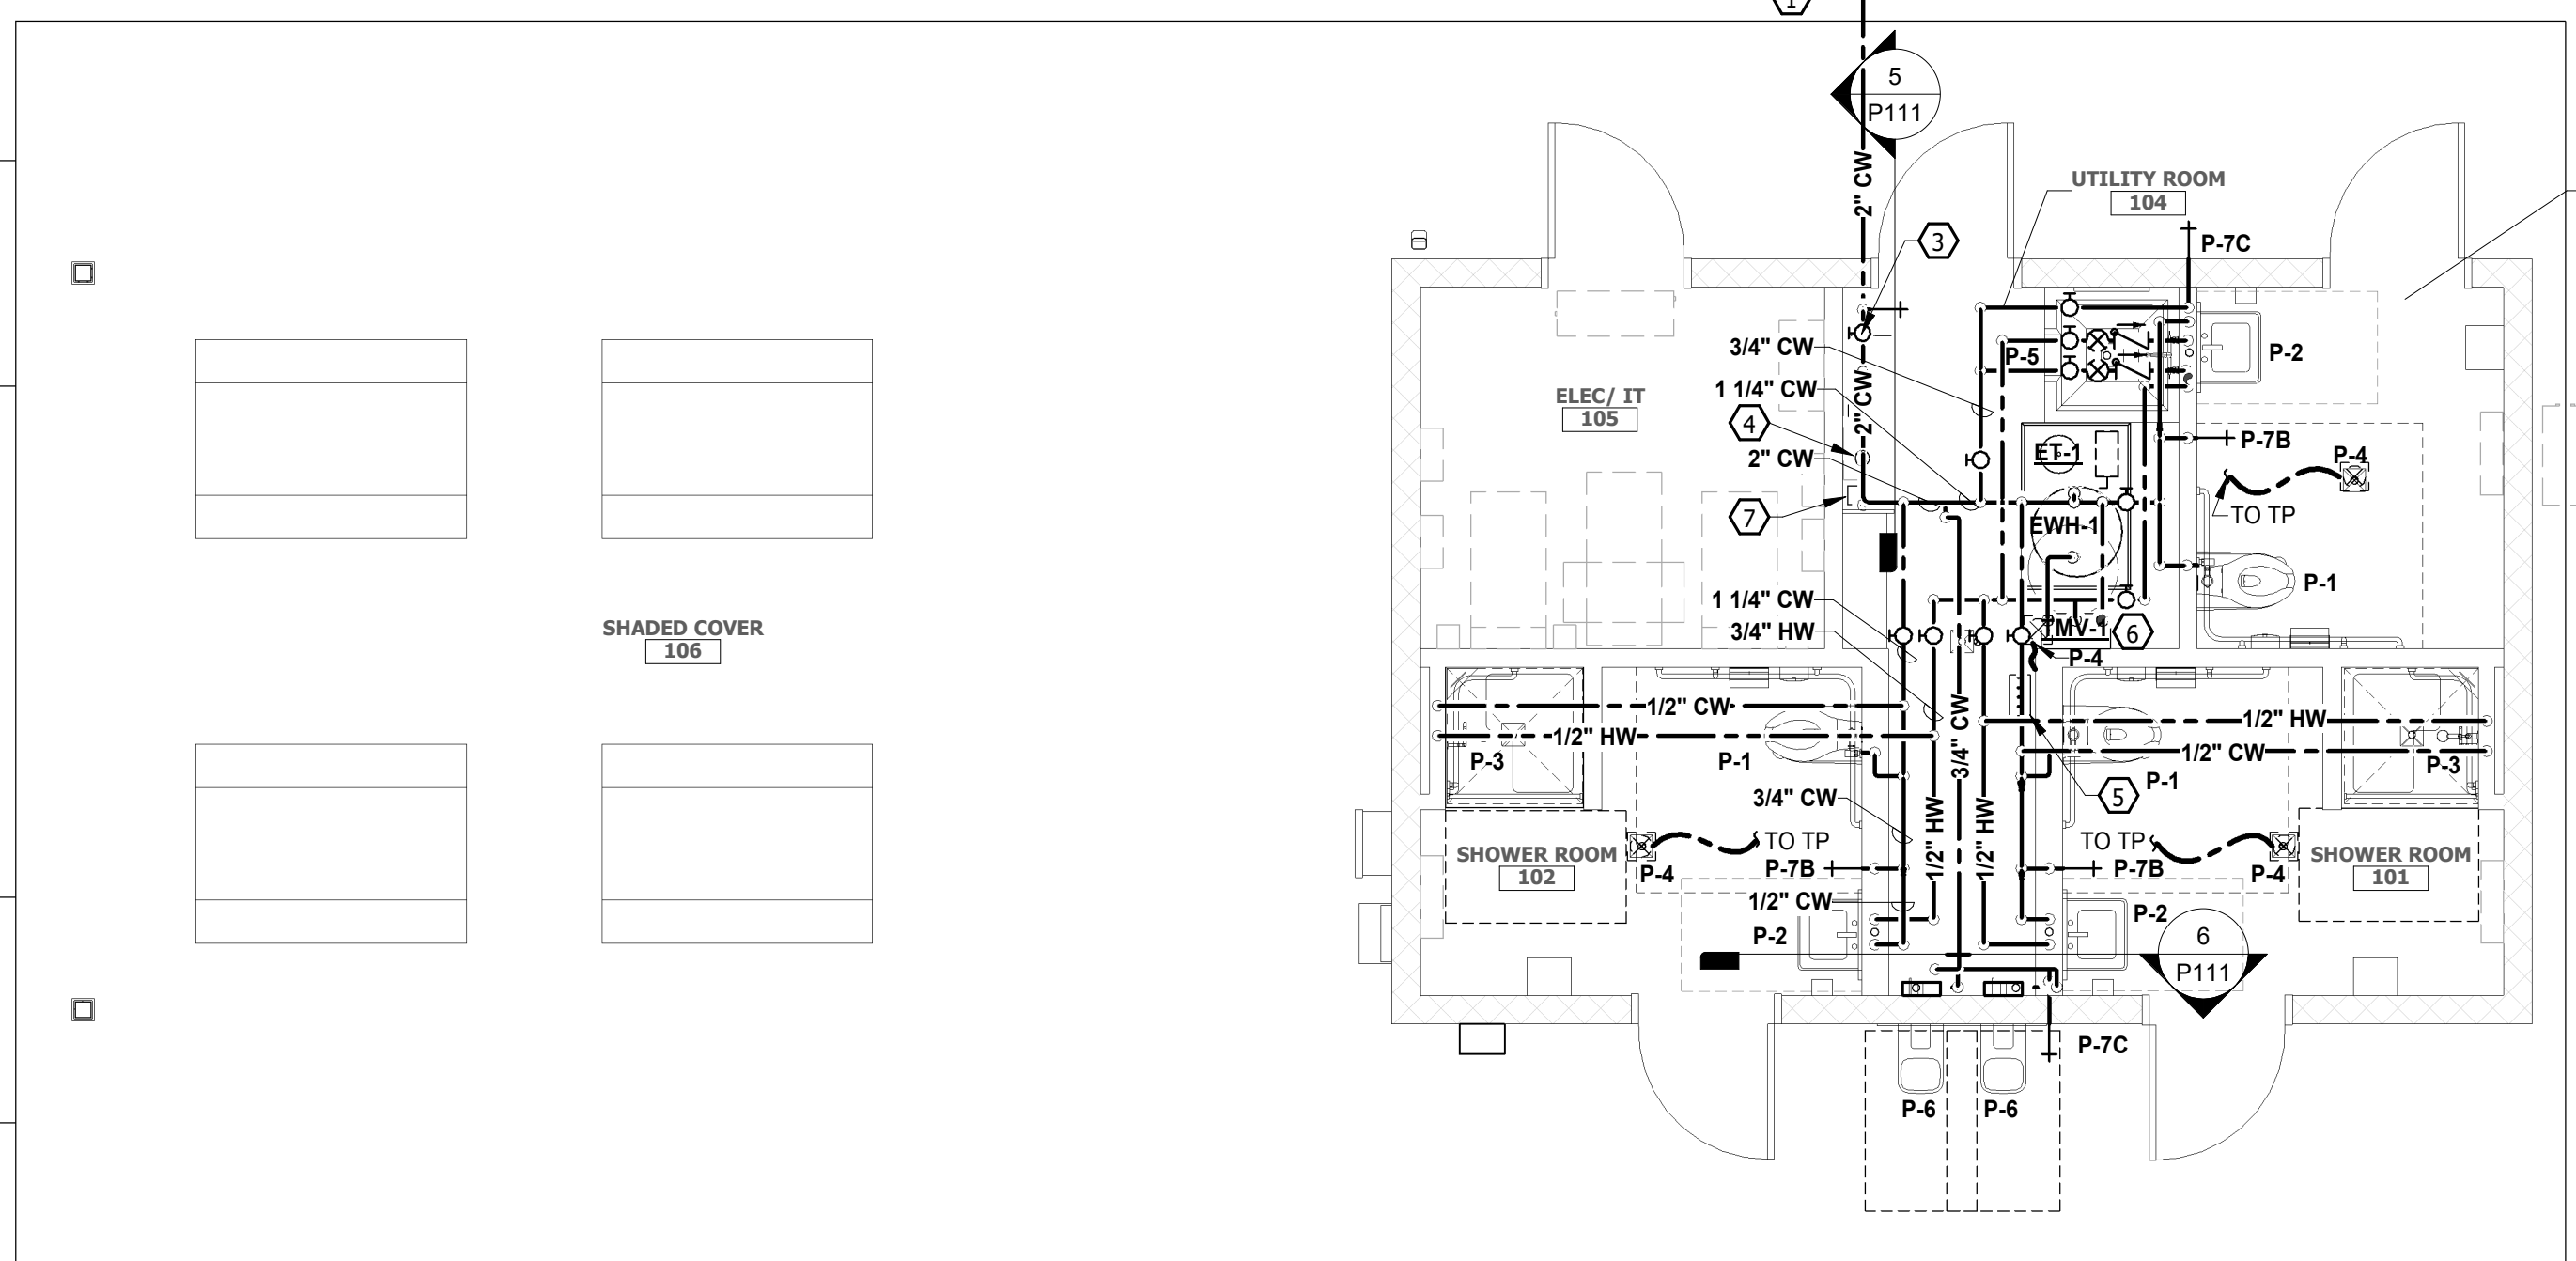 1
5
P111
2" CW
UTILITY ROOM
104
P-7C
3
3/4" CW
P-5
P-2
1 1/4" CW
ELEC/ IT
105
2" CW
4
P-7B
2" CW
ET-1
P-4
7
TO TP
EWH-1
P-1
1 1/4" CW
SHADED COVER
106
3/4" HW
MV-1
6
P-4
1/2" CW
1/2" HW
1/2" HW
1/2" CW
3/4" CW
P-3
P-1
P-1
P-3
3/4" CW
5
1/2" HW
1/2" HW
TO TP
TO TP
SHOWER ROOM
102
P-4
P-7B
P-7B
P-4
SHOWER ROOM
101
1/2" CW
P-2
P-2
6
P111
P-7C
P-6
P-6